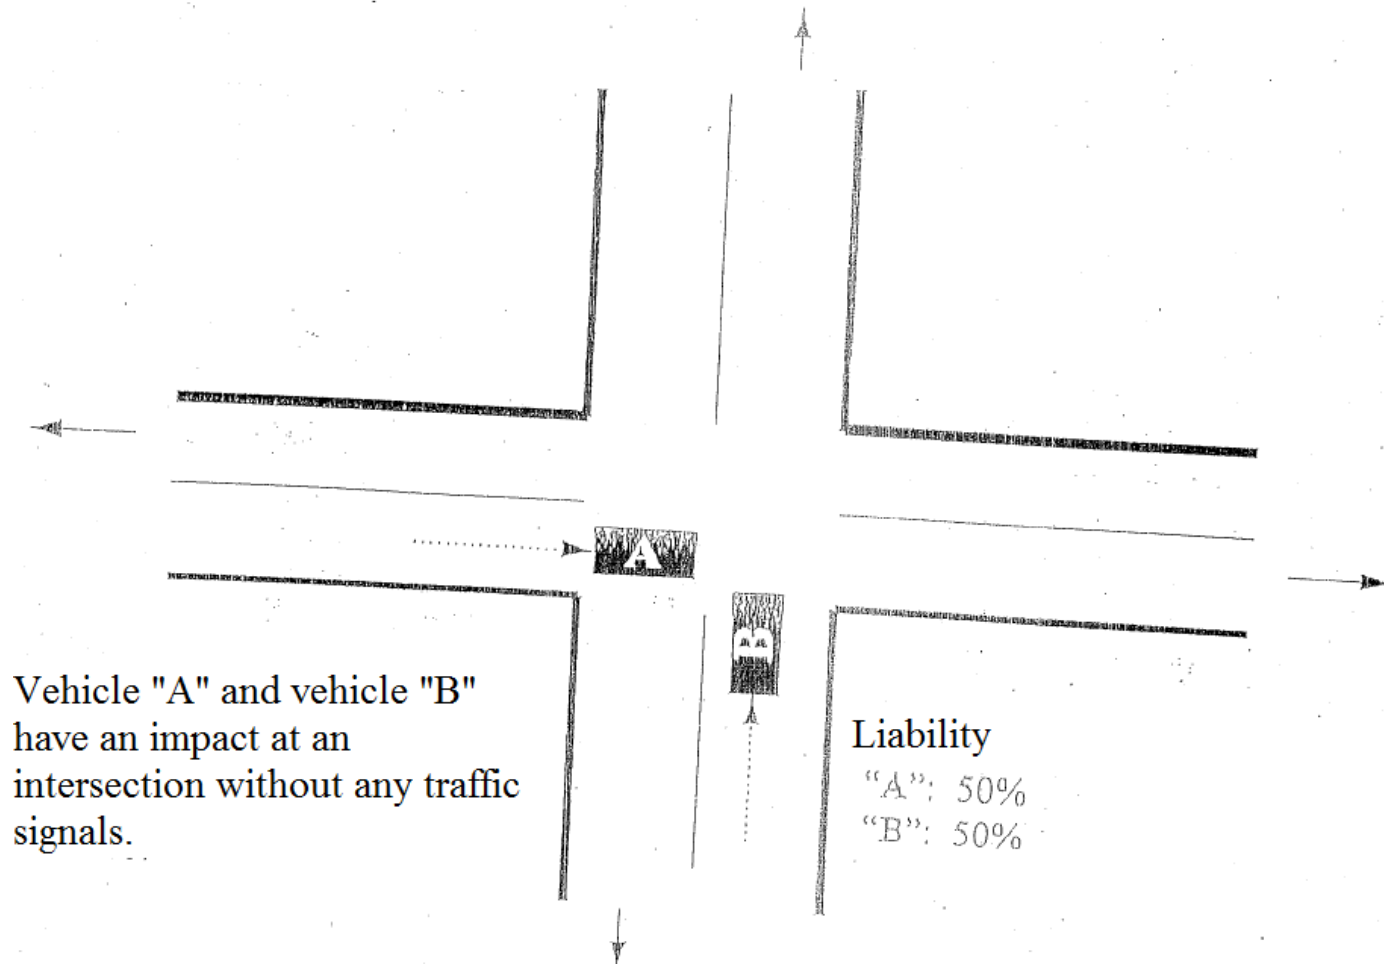 A
B
Vehicle "A" and vehicle "B"
have an impact at an
intersection without any traffic
signals.
Liability
“A”: 50%
“B”: 50%